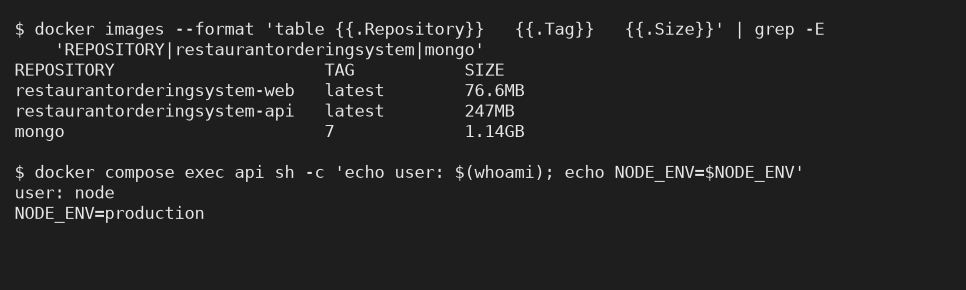 $ docker images --format 'table {{.Repository}}   {{.Tag}}   {{.Size}}' | grep -E
    'REPOSITORY|restaurantorderingsystem|mongo'
REPOSITORY                     TAG           SIZE
restaurantorderingsystem-web   latest        76.6MB
restaurantorderingsystem-api   latest        247MB
mongo                          7             1.14GB

$ docker compose exec api sh -c 'echo user: $(whoami); echo NODE_ENV=$NODE_ENV'
user: node
NODE_ENV=production